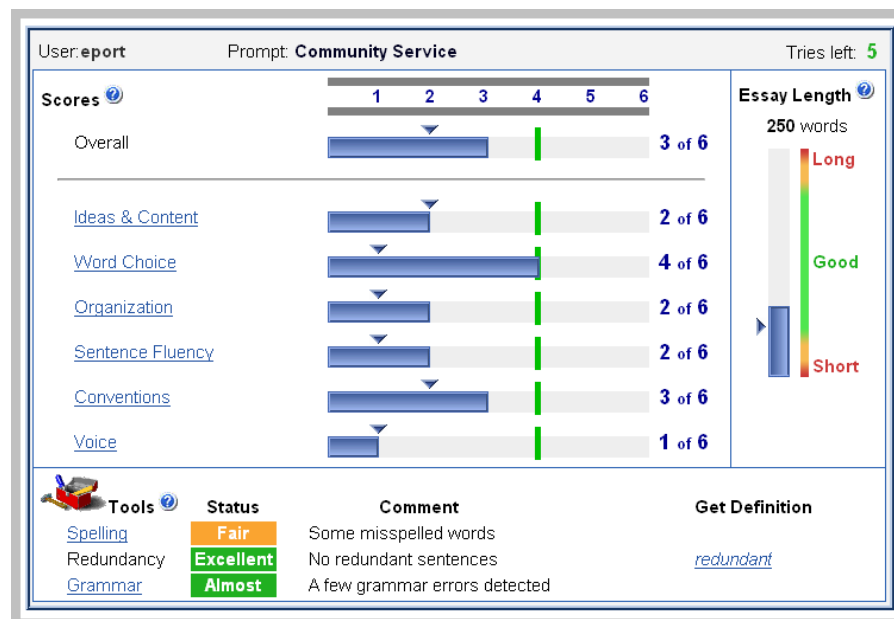 User:eport Prompt: Community Service Tries left: 5
Scores 1 2 3 4 5 6
Overall 3 of 6
Ideas & Content 2 of 6
Word Choice 4 of 6
Organization 2 of 6
Sentence Fluency 2 of 6
Conventions 3 of 6
Voice 1 of 6
Essay Length
250 words
Long
Good
Short
Tools Status Comment Get Definition
Spelling Fair Some misspelled words
Redundancy Excellent No redundant sentences redundant
Grammar Almost A few grammar errors detected